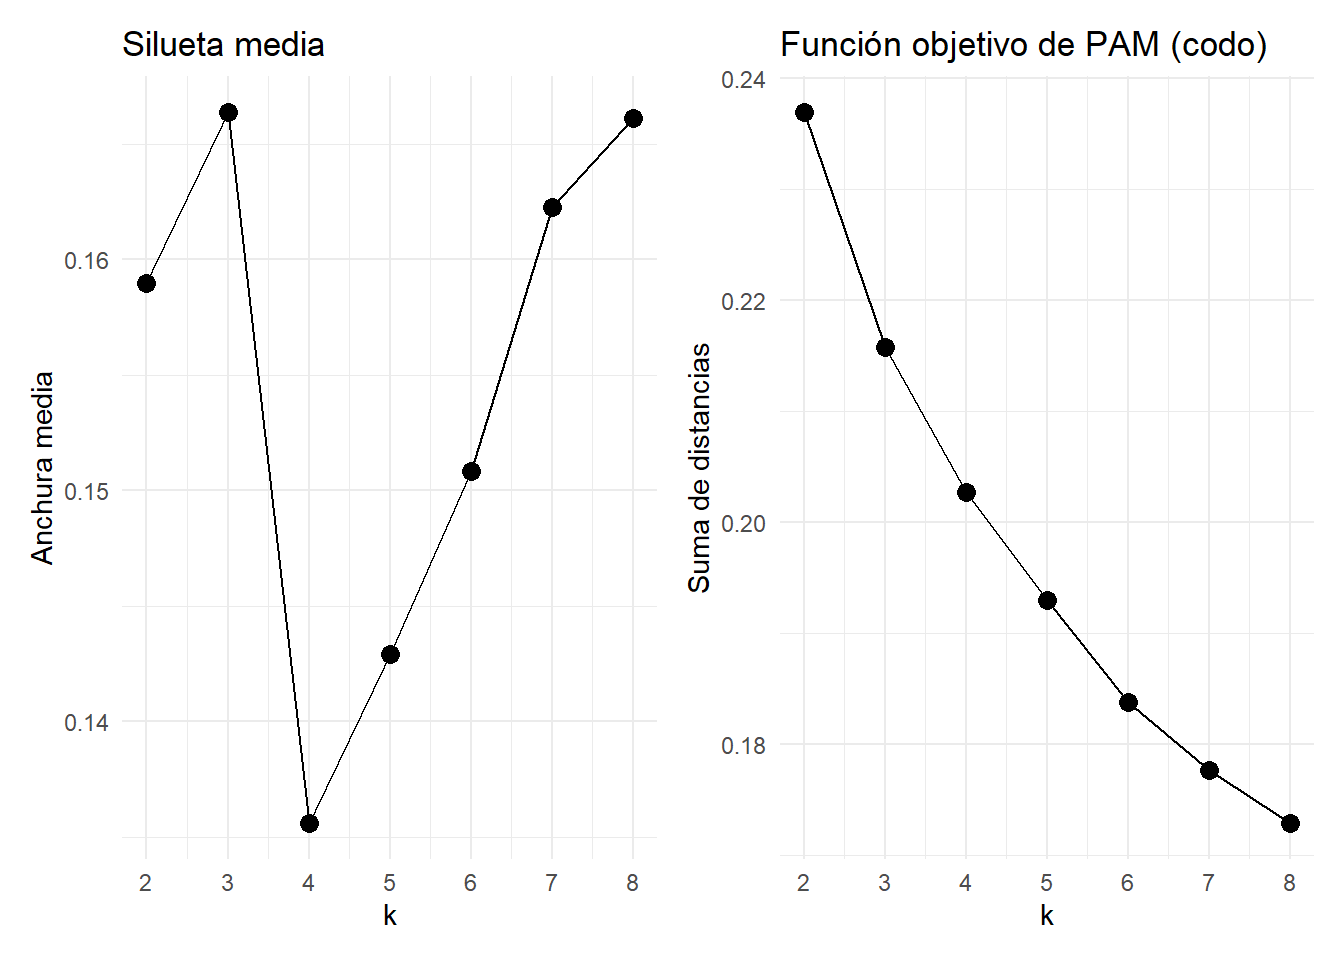 Silueta media
Anchura media
0.16
0.15
0.14
2 3 4 5 6 7 8
k
Función objetivo de PAM (codo)
Suma de distancias
0.24
0.22
0.20
0.18
2 3 4 5 6 7 8
k